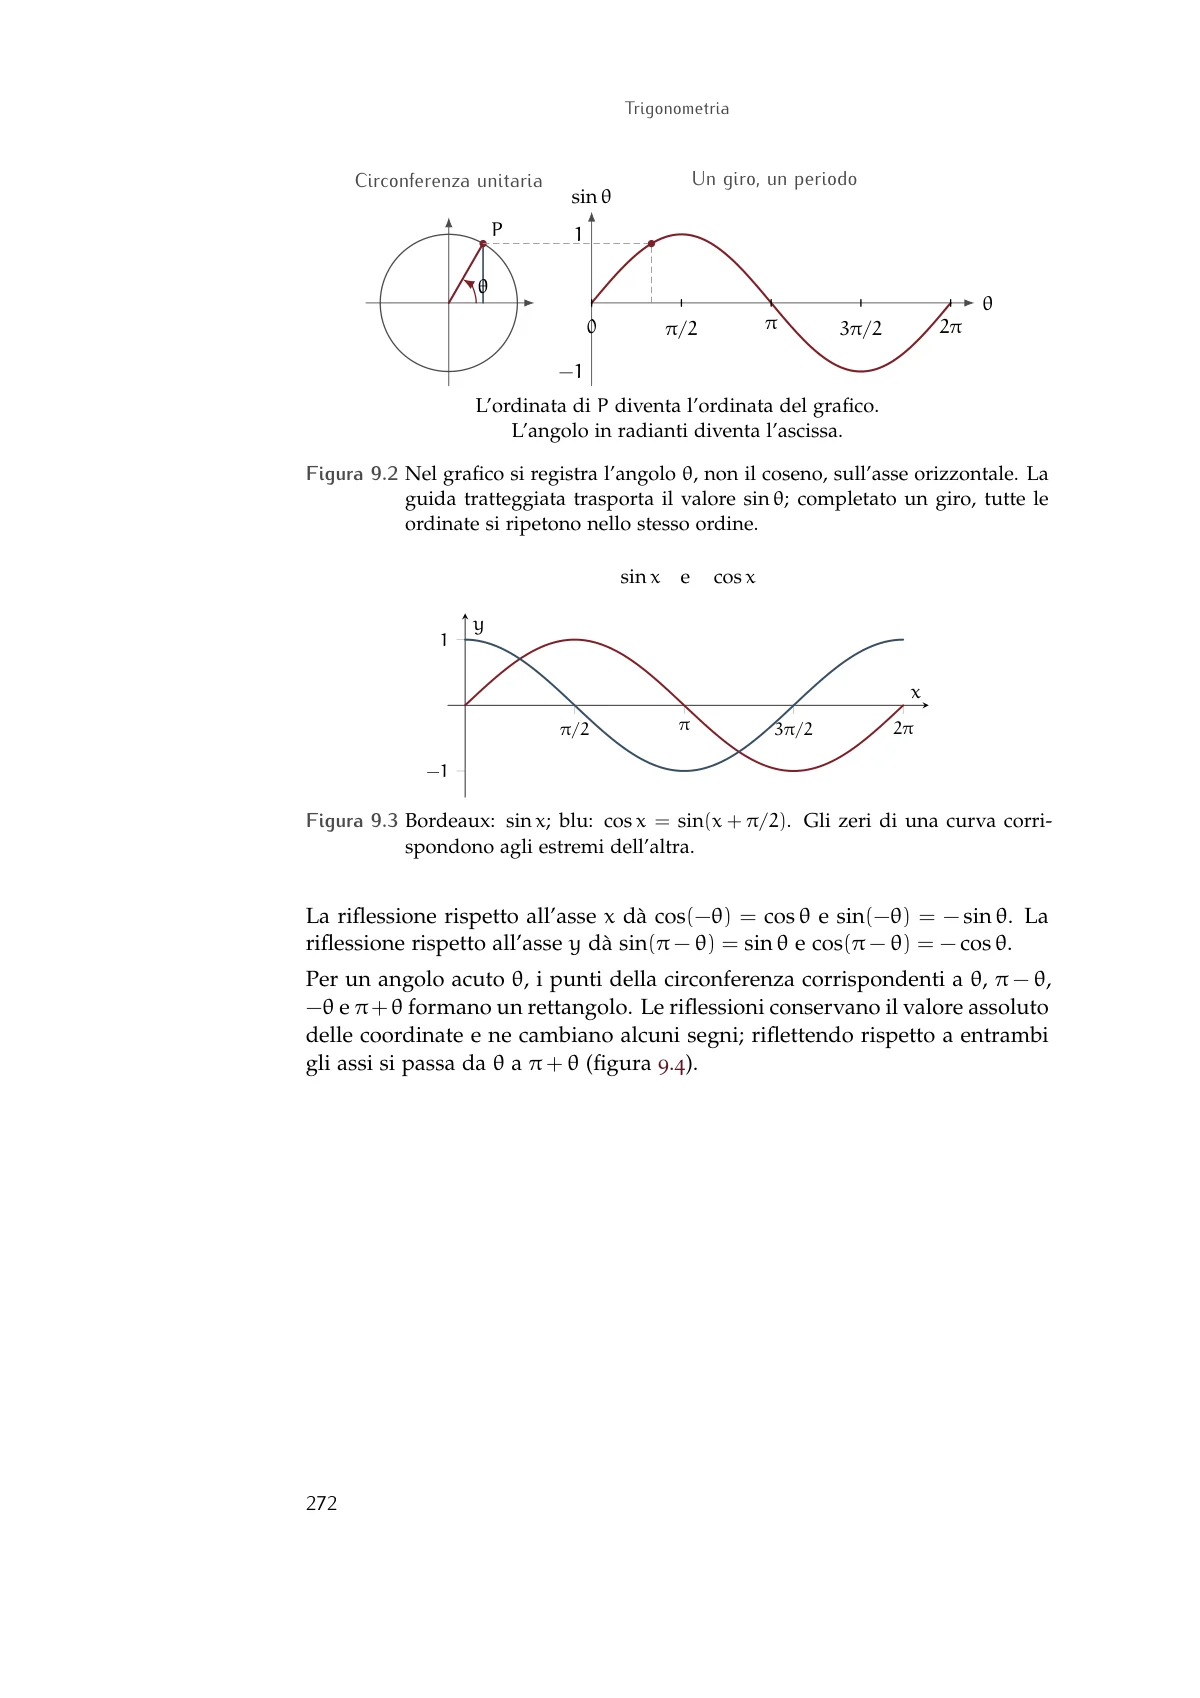 Trigonometria
Circonferenza unitaria
Un giro, un periodo
sin θ
P
1
θ
θ
0
π/2
π
3π/2
2π
−1
L’ordinata di P diventa l’ordinata del grafico.
L’angolo in radianti diventa l’ascissa.
Figura 9.2 Nel grafico si registra l’angolo θ, non il coseno, sull’asse orizzontale. La
guida tratteggiata trasporta il valore sin θ; completato un giro, tutte le
ordinate si ripetono nello stesso ordine.
sin x e cos x
y
1
x
π/2
π
3π/2
2π
−1
Figura 9.3 Bordeaux: sin x; blu: cos x = sin(x + π/2). Gli zeri di una curva corri-
spondono agli estremi dell’altra.
La riflessione rispetto all’asse x dà cos(−θ) = cos θ e sin(−θ) = − sin θ. La
riflessione rispetto all’asse y dà sin(π − θ) = sin θ e cos(π − θ) = − cos θ.
Per un angolo acuto θ, i punti della circonferenza corrispondenti a θ, π − θ,
−θ e π + θ formano un rettangolo. Le riflessioni conservano il valore assoluto
delle coordinate e ne cambiano alcuni segni; riflettendo rispetto a entrambi
gli assi si passa da θ a π + θ (figura 9.4).
272